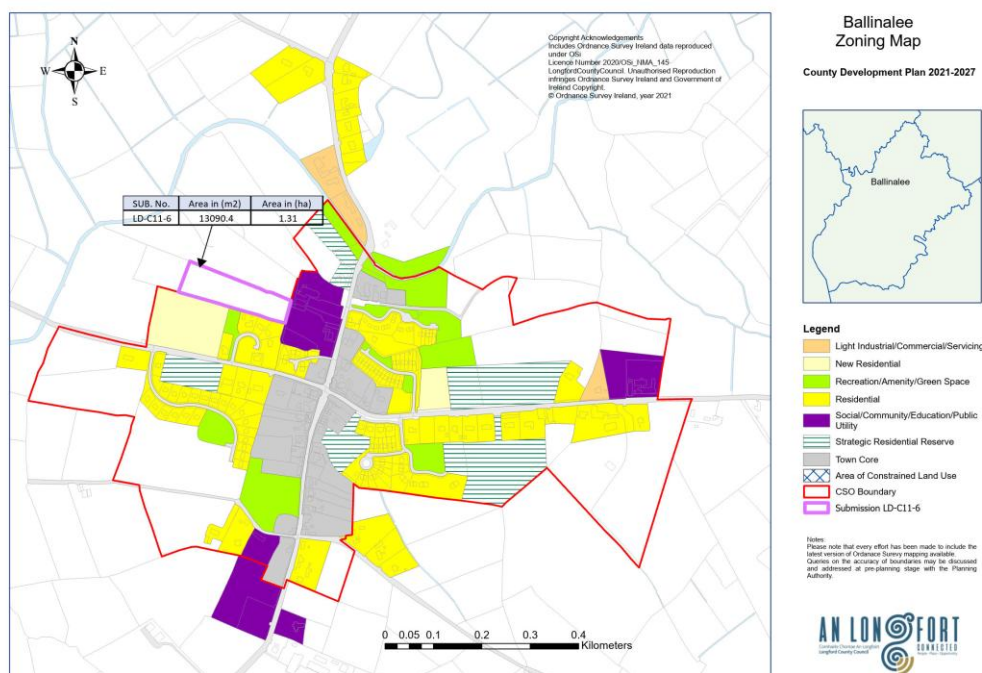 Ballinalee
Zoning Map
County Development Plan 2021-2027
Copyright Acknowledgements
Includes Ordnance Survey Ireland data reproduced
under OSi
Licence Number 2020/OSi_NMA_145
LongfordCountyCouncil. Unauthorised Reproduction
infringes Ordnance Survey Ireland and Government of
Ireland Copyright.
© Ordnance Survey Ireland, year 2021
N
W E
S
SUB. No. Area in (m2) Area in (ha)
LD-C11-6 13090.4 1.31
0 0.05 0.1 0.2 0.3 0.4
Kilometers
Ballinalee
Legend
Light Industrial/Commercial/Servicing
New Residential
Recreation/Amenity/Green Space
Residential
Social/Community/Education/Public
Utility
Strategic Residential Reserve
Town Core
Area of Constrained Land Use
CSO Boundary
Submission LD-C11-6
Notes:
Please note that every effort has been made to include the
latest version of Ordanace Surevy mapping available.
Queries on the accuracy of boundaries may be discussed
and addressed at pre-planning stage with the Planning
Authority.
AN LONGFORT
Comhairle Chontae An Longfoirt
Longford County Council
CONNECTED